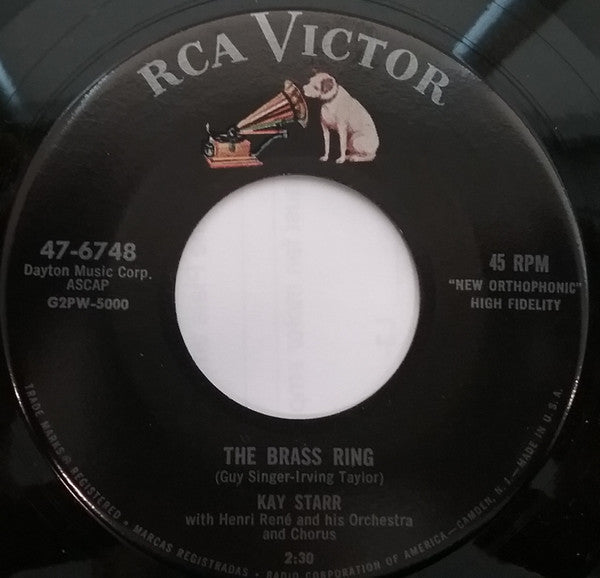 RCA VICTOR
47-6748
Dayton Music Corp.
ASCAP
G2PW-5000
45 RPM
"NEW ORTHOPHONIC"
HIGH FIDELITY
THE BRASS RING
(Guy Singer-Irving Taylor)
KAY STARR
with Henri René and his Orchestra
and Chorus
2:30
TRADE MARKS ® REGISTERED • MARCAS REGISTRADAS • RADIO CORPORATION OF AMERICA—CAMDEN, N. J.—MADE IN U.S.A.